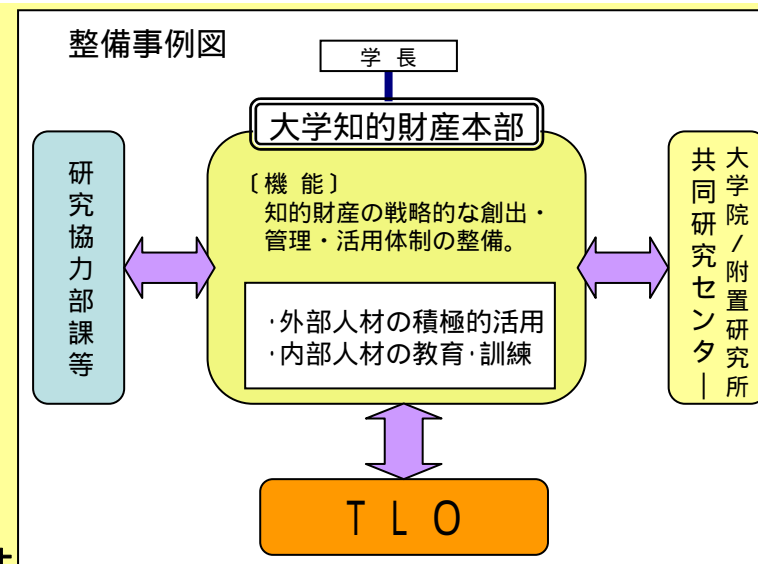 整備事例図
学 長
大学知的財産本部
研究協力部課等
〔機 能〕
知的財産の戦略的な創出・
管理・活用体制の整備。
・外部人材の積極的活用
・内部人材の教育・訓練
大学院/附置研究所
共同研究センター
ＴＬＯ